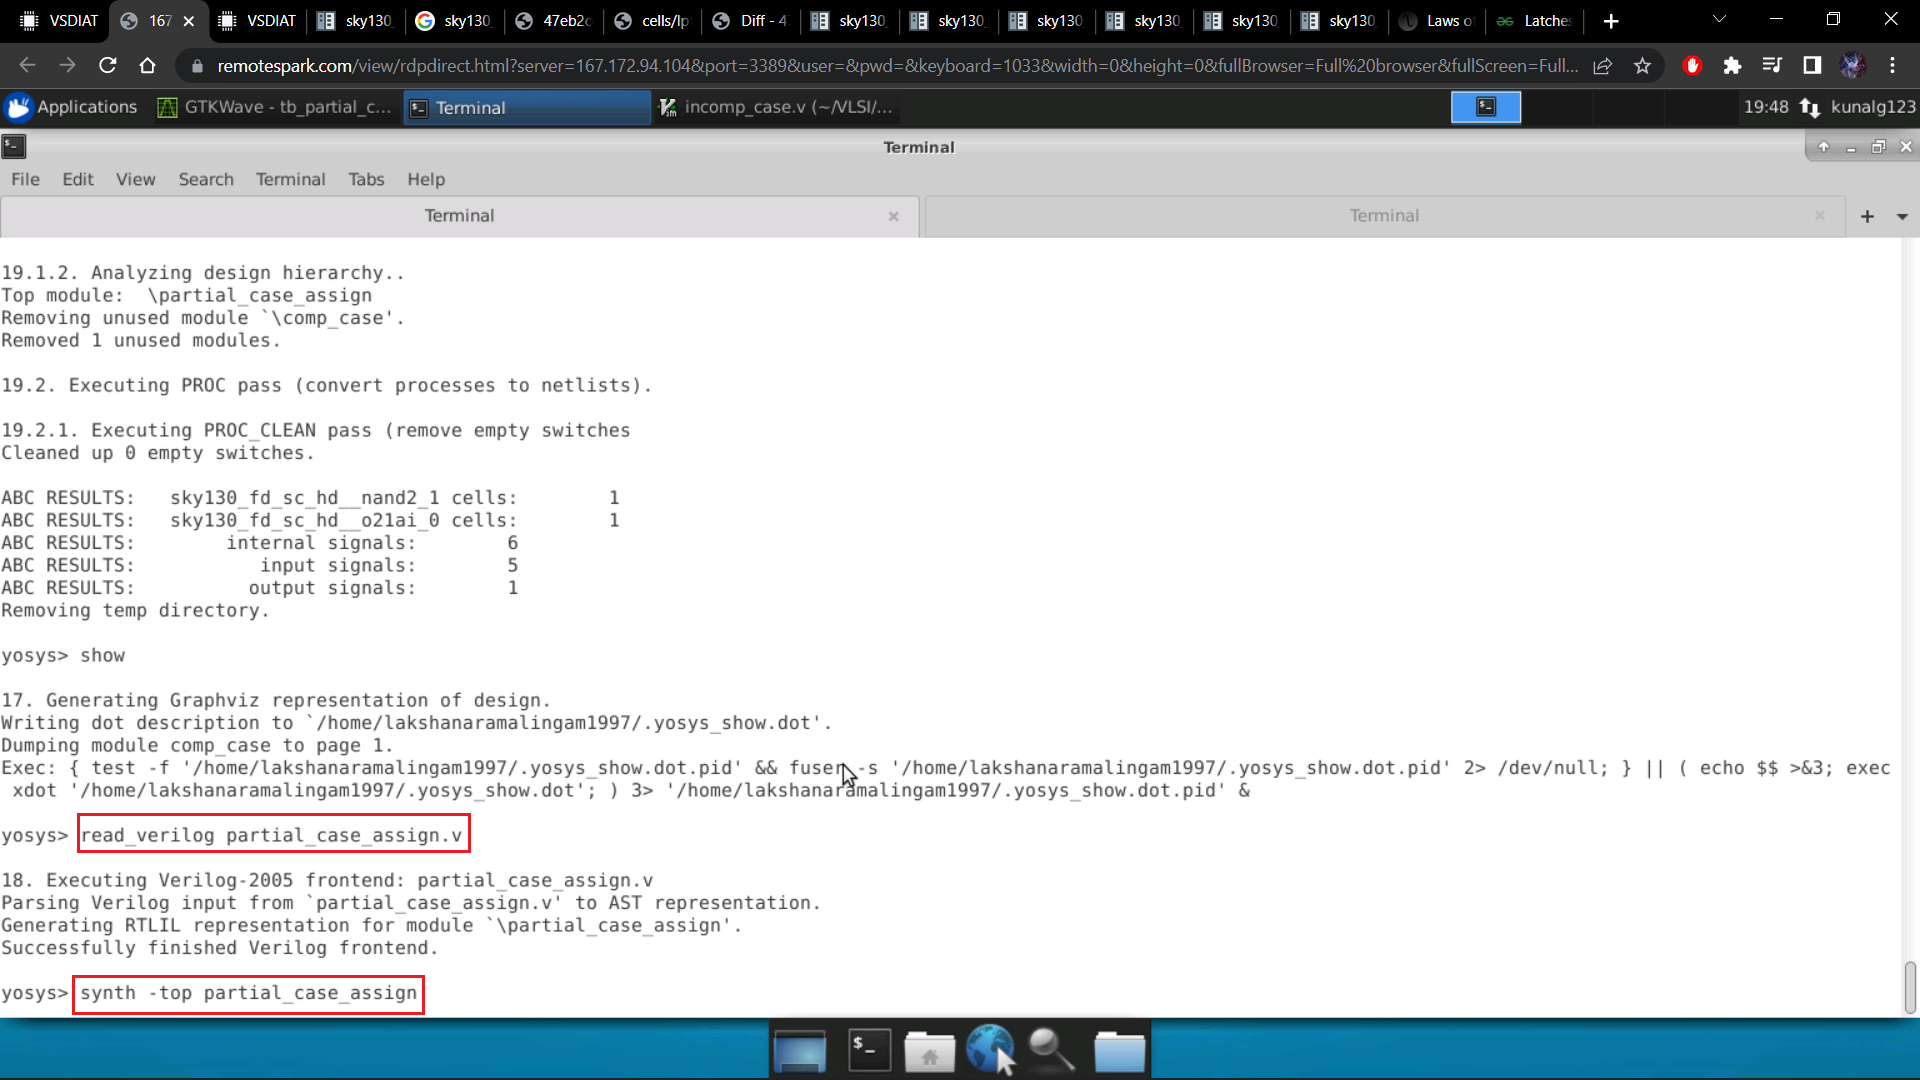 VSDIAT
167
VSDIAT
sky130
sky130
47eb2c
cells/lp
Diff - 4
sky130
sky130
sky130
sky130
sky130
sky130
Laws o
Latches
remotespark.com/view/rdpdirect.html?server=167.172.94.104&port=3389&user=&pwd=&keyboard=1033&width=0&height=0&fullBrowser=Full%20browser&fullScreen=Full...
Applications
GTKWave - tb_partial_c...
Terminal
incomp_case.v (~/VLSI/...
19:48
kunalg123
Terminal
File Edit View Search Terminal Tabs Help
Terminal
Terminal
19.1.2. Analyzing design hierarchy..
Top module:  \partial_case_assign
Removing unused module `\comp_case'.
Removed 1 unused modules.
19.2. Executing PROC pass (convert processes to netlists).
19.2.1. Executing PROC_CLEAN pass (remove empty switches
Cleaned up 0 empty switches.
ABC RESULTS:   sky130_fd_sc_hd__nand2_1 cells:        1
ABC RESULTS:   sky130_fd_sc_hd__o21ai_0 cells:        1
ABC RESULTS:        internal signals:        6
ABC RESULTS:           input signals:        5
ABC RESULTS:          output signals:        1
Removing temp directory.
yosys> show
17. Generating Graphviz representation of design.
Writing dot description to `/home/lakshanaramalingam1997/.yosys_show.dot'.
Dumping module comp_case to page 1.
Exec: { test -f '/home/lakshanaramalingam1997/.yosys_show.dot.pid' && fuser -s '/home/lakshanaramalingam1997/.yosys_show.dot.pid' 2> /dev/null; } || ( echo $$ >&3; exec
xdot '/home/lakshanaramalingam1997/.yosys_show.dot'; ) 3> '/home/lakshanaramalingam1997/.yosys_show.dot.pid' &
yosys> read_verilog partial_case_assign.v
18. Executing Verilog-2005 frontend: partial_case_assign.v
Parsing Verilog input from `partial_case_assign.v' to AST representation.
Generating RTLIL representation for module `\partial_case_assign'.
Successfully finished Verilog frontend.
yosys> synth -top partial_case_assign